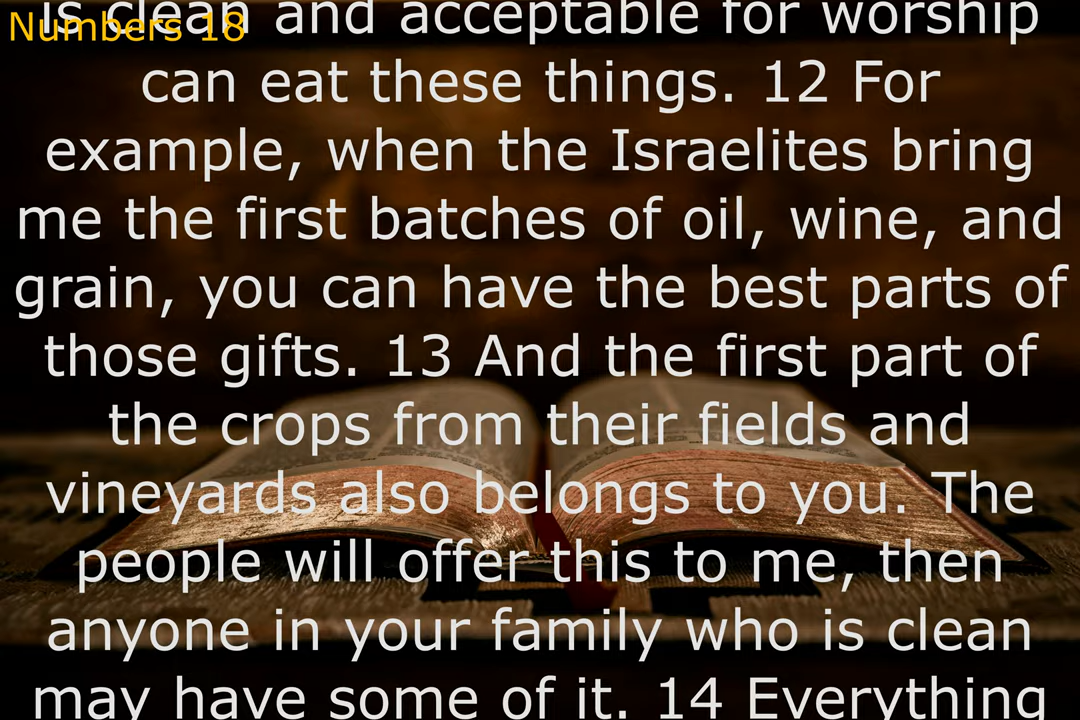 Numbers 18
is clean and acceptable for worship
can eat these things. 12 For
example, when the Israelites bring
me the first batches of oil, wine, and
grain, you can have the best parts of
those gifts. 13 And the first part of
the crops from their fields and
vineyards also belongs to you. The
people will offer this to me, then
anyone in your family who is clean
may have some of it. 14 Everything